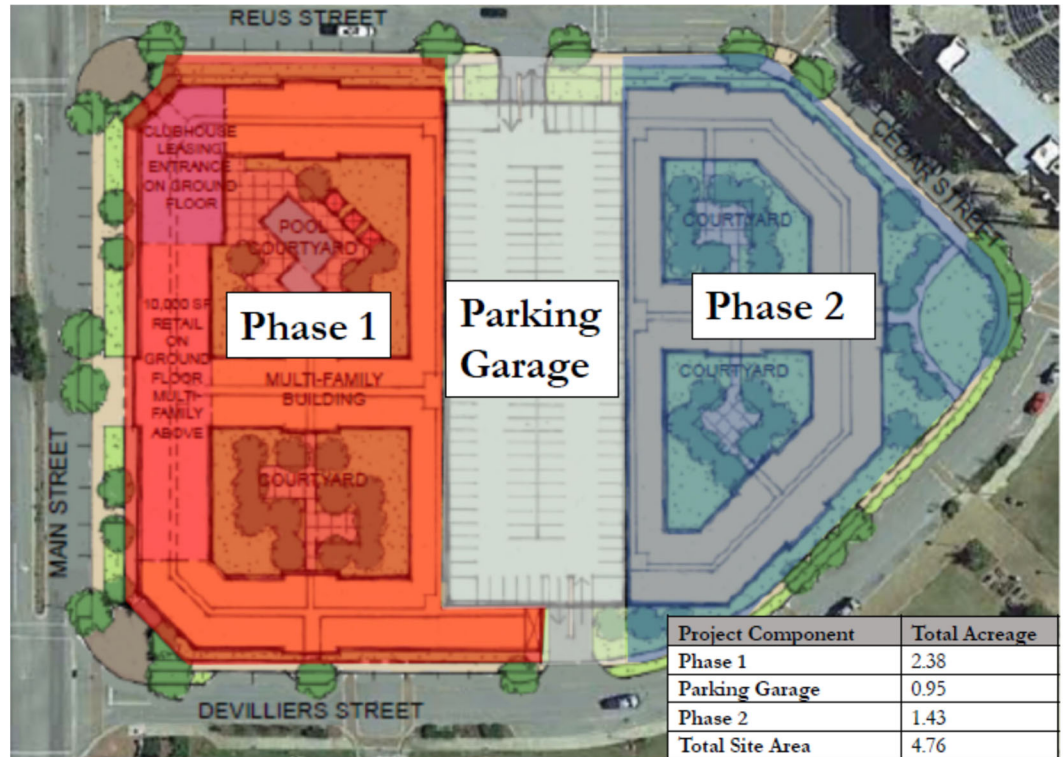 REUS STREET
CLUBHOUSE
LEASING
ENTRANCE
ON GROUND
FLOOR
POOL
COURTYARD
COURTYARD
CEDAR STREET
10,000 SF
RETAIL
ON
GROUND
FLOOR
MULTI-
FAMILY
ABOVE
Phase 1
Parking
Garage
Phase 2
MULTI-FAMILY
BUILDING
COURTYARD
COURTYARD
MAIN STREET
DEVILLIERS STREET
Project Component Total Acreage
Phase 1 2.38
Parking Garage 0.95
Phase 2 1.43
Total Site Area 4.76